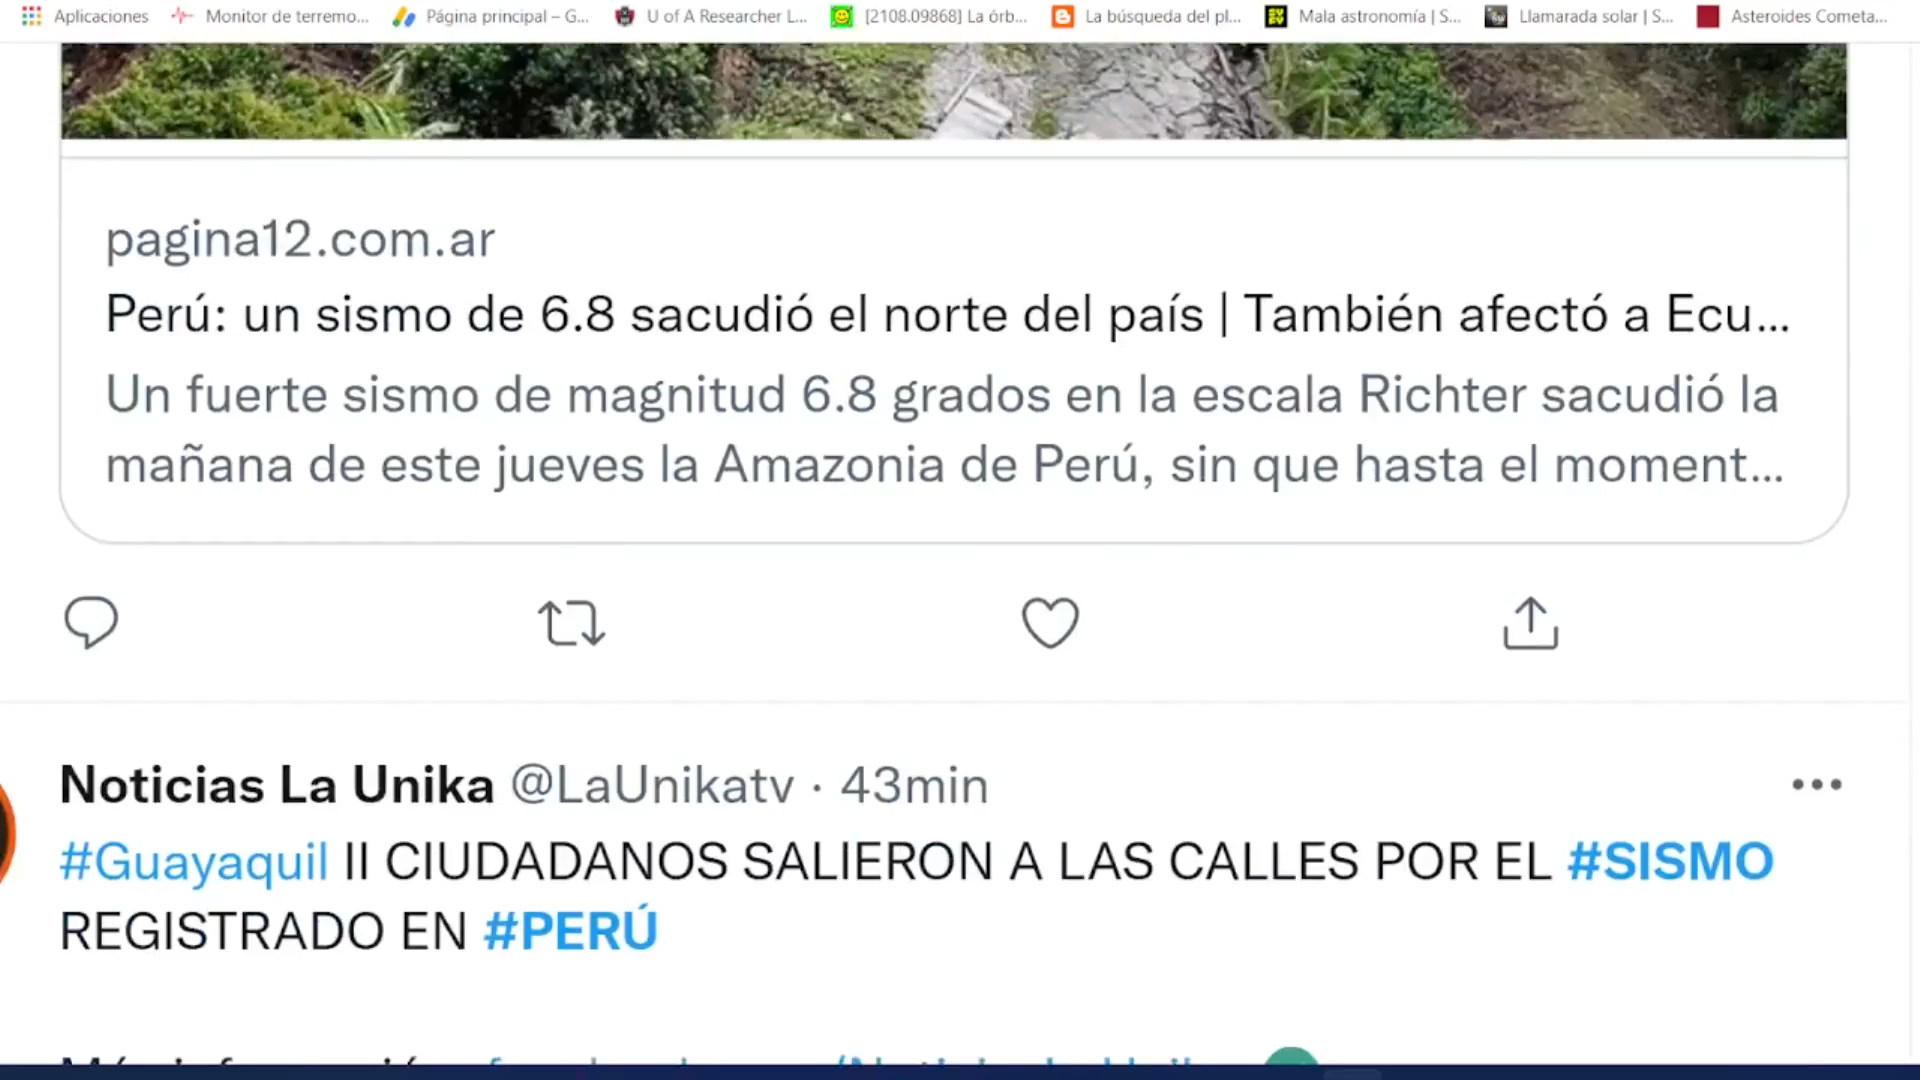 Aplicaciones Monitor de terremo... Página principal – G... U of A Researcher L... [2108.09868] La órb... La búsqueda del pl... Mala astronomía | S... Llamarada solar | S... Asteroides Cometa...
pagina12.com.ar
Perú: un sismo de 6.8 sacudió el norte del país | También afectó a Ecu...
Un fuerte sismo de magnitud 6.8 grados en la escala Richter sacudió la
mañana de este jueves la Amazonia de Perú, sin que hasta el moment...
Noticias La Unika @LaUnikatv · 43min
#Guayaquil II CIUDADANOS SALIERON A LAS CALLES POR EL #SISMO
REGISTRADO EN #PERÚ